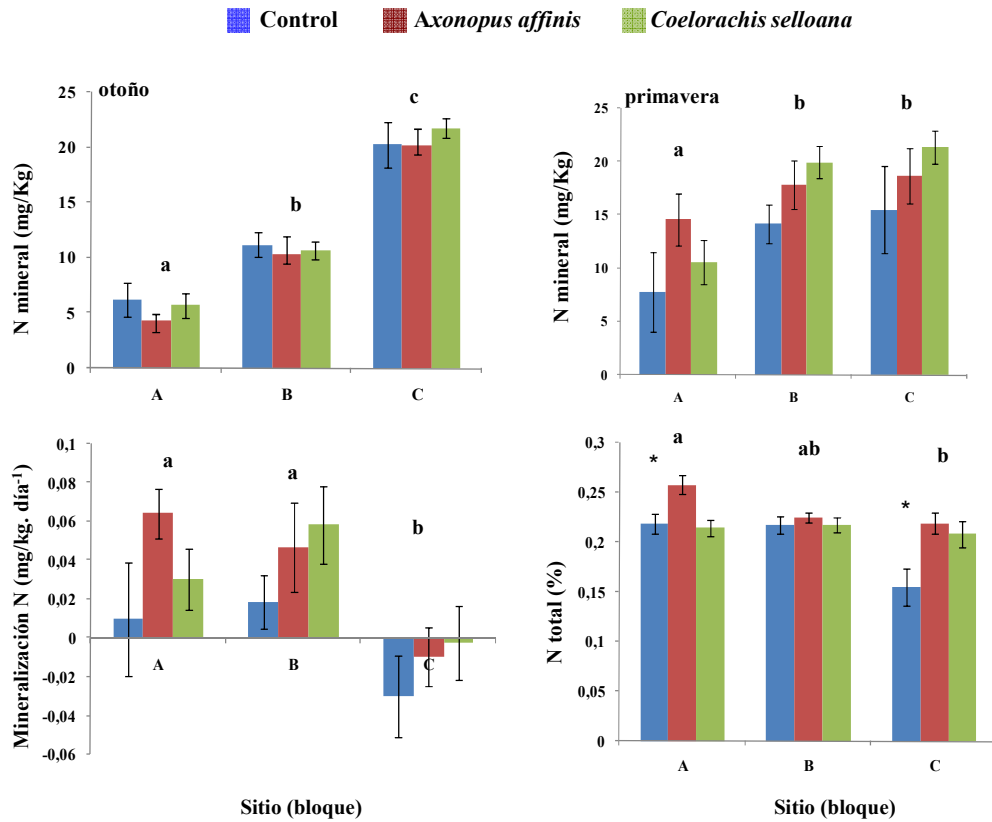 Control Axonopus affinis Coelorachis selloana
otoño
N mineral (mg/Kg)
25
20
15
10
5
0
a
b
c
A B C
primavera
N mineral (mg/Kg)
25
20
15
10
5
0
a
b
b
A B C
Mineralización N (mg/kg. día⁻¹)
0,1
0,08
0,06
0,04
0,02
0
-0,02
-0,04
-0,06
a
a
b
A B C
Sitio (bloque)
N total (%)
0,3
0,25
0,2
0,15
0,1
0,05
0
* a
ab
* b
A B C
Sitio (bloque)